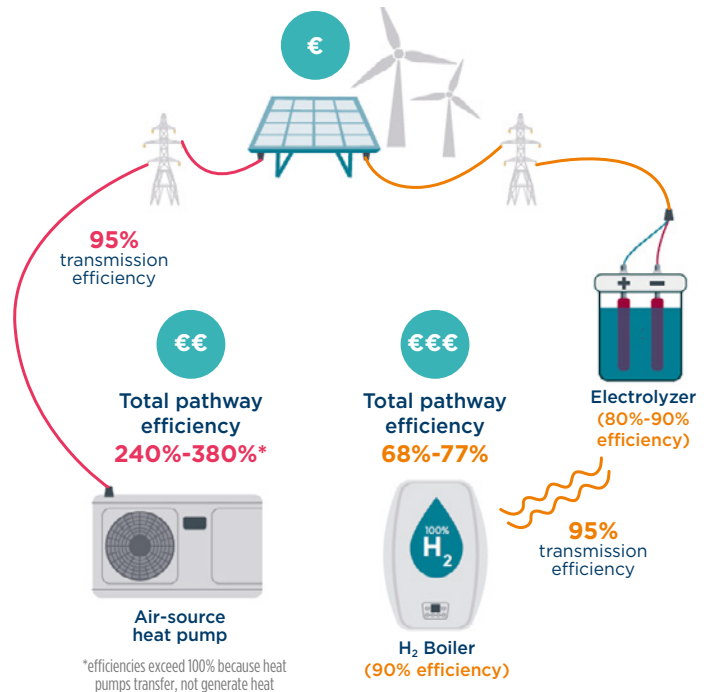 €
95%
transmission
efficiency
€€
Total pathway
efficiency
240%-380%*
€€€
Total pathway
efficiency
68%-77%
+ −
Electrolyzer
(80%-90%
efficiency)
95%
transmission
efficiency
100%
H₂
Air-source
heat pump
*efficiencies exceed 100% because heat
pumps transfer, not generate heat
H₂ Boiler
(90% efficiency)